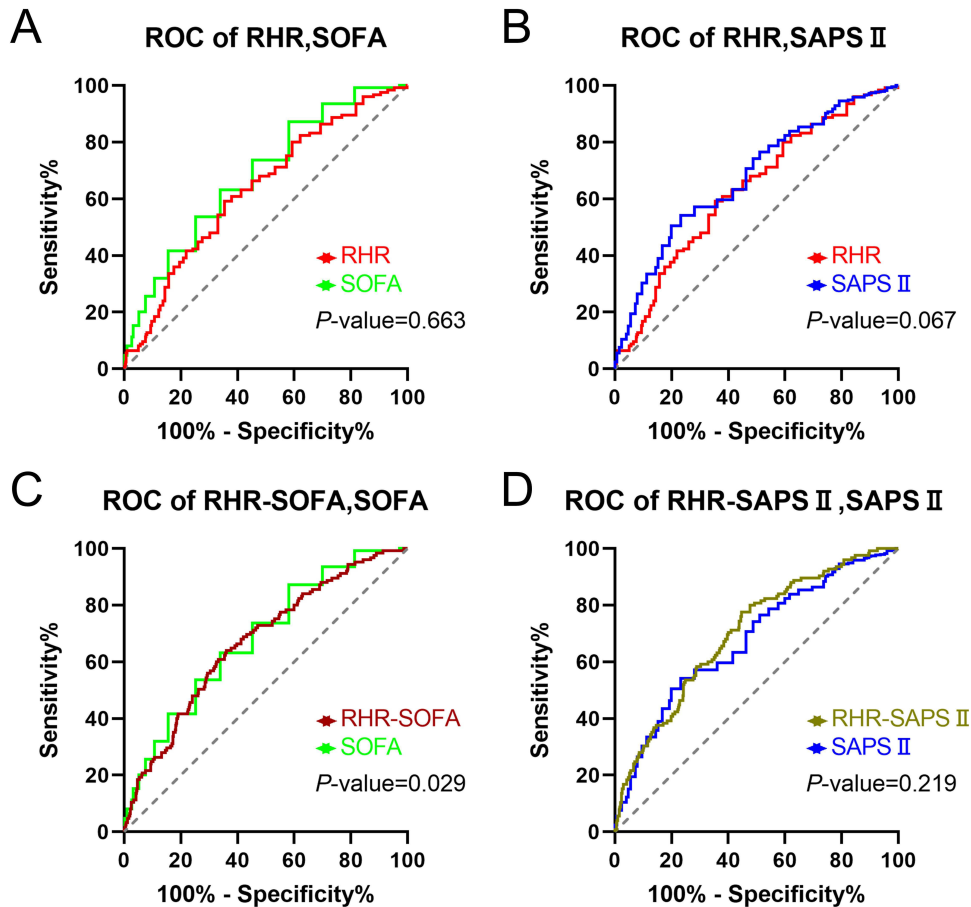 A
ROC of RHR,SOFA
100
80
60
40
20
0
Sensitivity%
RHR
SOFA
P-value=0.663
0 20 40 60 80 100
100% - Specificity%
B
ROC of RHR,SAPS Ⅱ
100
80
60
40
20
0
Sensitivity%
RHR
SAPS Ⅱ
P-value=0.067
0 20 40 60 80 100
100% - Specificity%
C
ROC of RHR-SOFA,SOFA
100
80
60
40
20
0
Sensitivity%
RHR-SOFA
SOFA
P-value=0.029
0 20 40 60 80 100
100% - Specificity%
D
ROC of RHR-SAPS Ⅱ,SAPS Ⅱ
100
80
60
40
20
0
Sensitivity%
RHR-SAPS Ⅱ
SAPS Ⅱ
P-value=0.219
0 20 40 60 80 100
100% - Specificity%